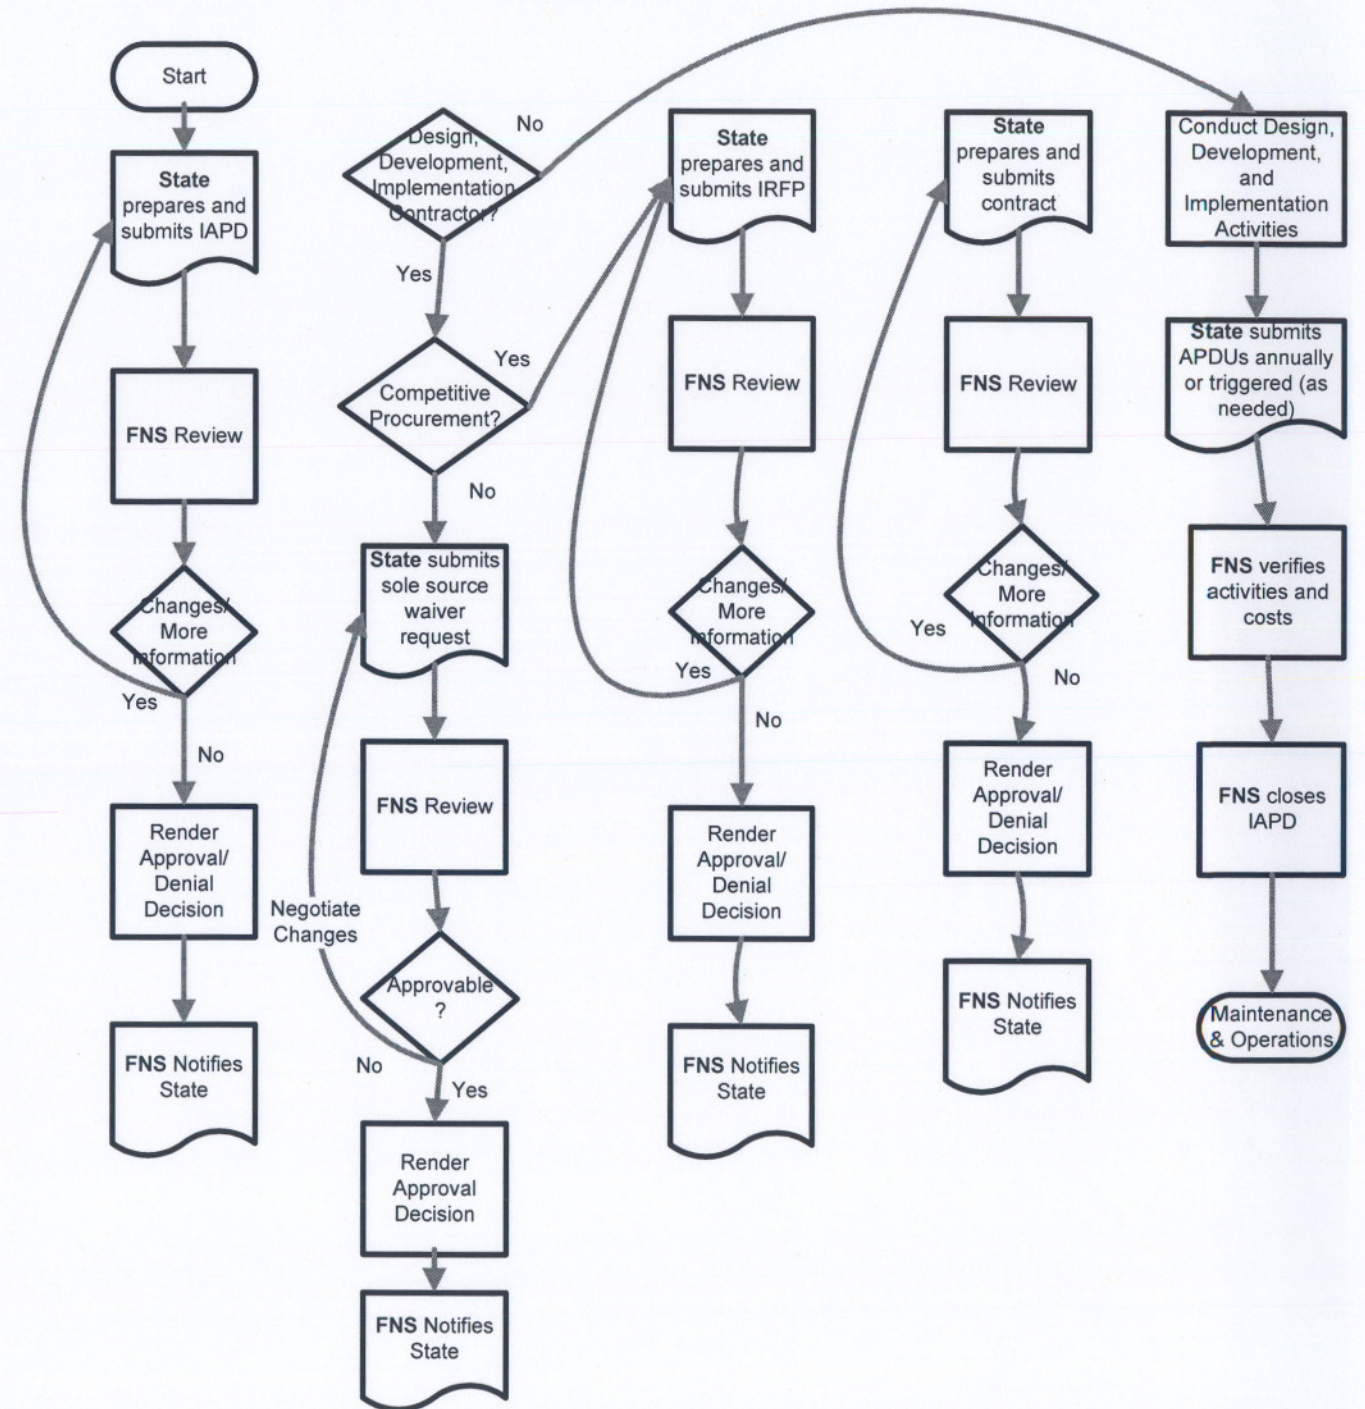 Start
State
prepares and
submits IAPD
FNS Review
Changes/
More
Information
Yes
No
Render
Approval/
Denial
Decision
FNS Notifies
State
Design,
Development,
Implementation
Contractor?
No
Yes
Competitive
Procurement?
Yes
No
State submits
sole source
waiver
request
FNS Review
Negotiate
Changes
Approvable
?
No
Yes
Render
Approval
Decision
FNS Notifies
State
State
prepares and
submits IRFP
FNS Review
Changes/
More
Information
Yes
No
Render
Approval/
Denial
Decision
FNS Notifies
State
State
prepares and
submits
contract
FNS Review
Changes/
More
Information
Yes
No
Render
Approval/
Denial
Decision
FNS Notifies
State
Conduct Design,
Development,
and
Implementation
Activities
State submits
APDUs annually
or triggered (as
needed)
FNS verifies
activities and
costs
FNS closes
IAPD
Maintenance
& Operations